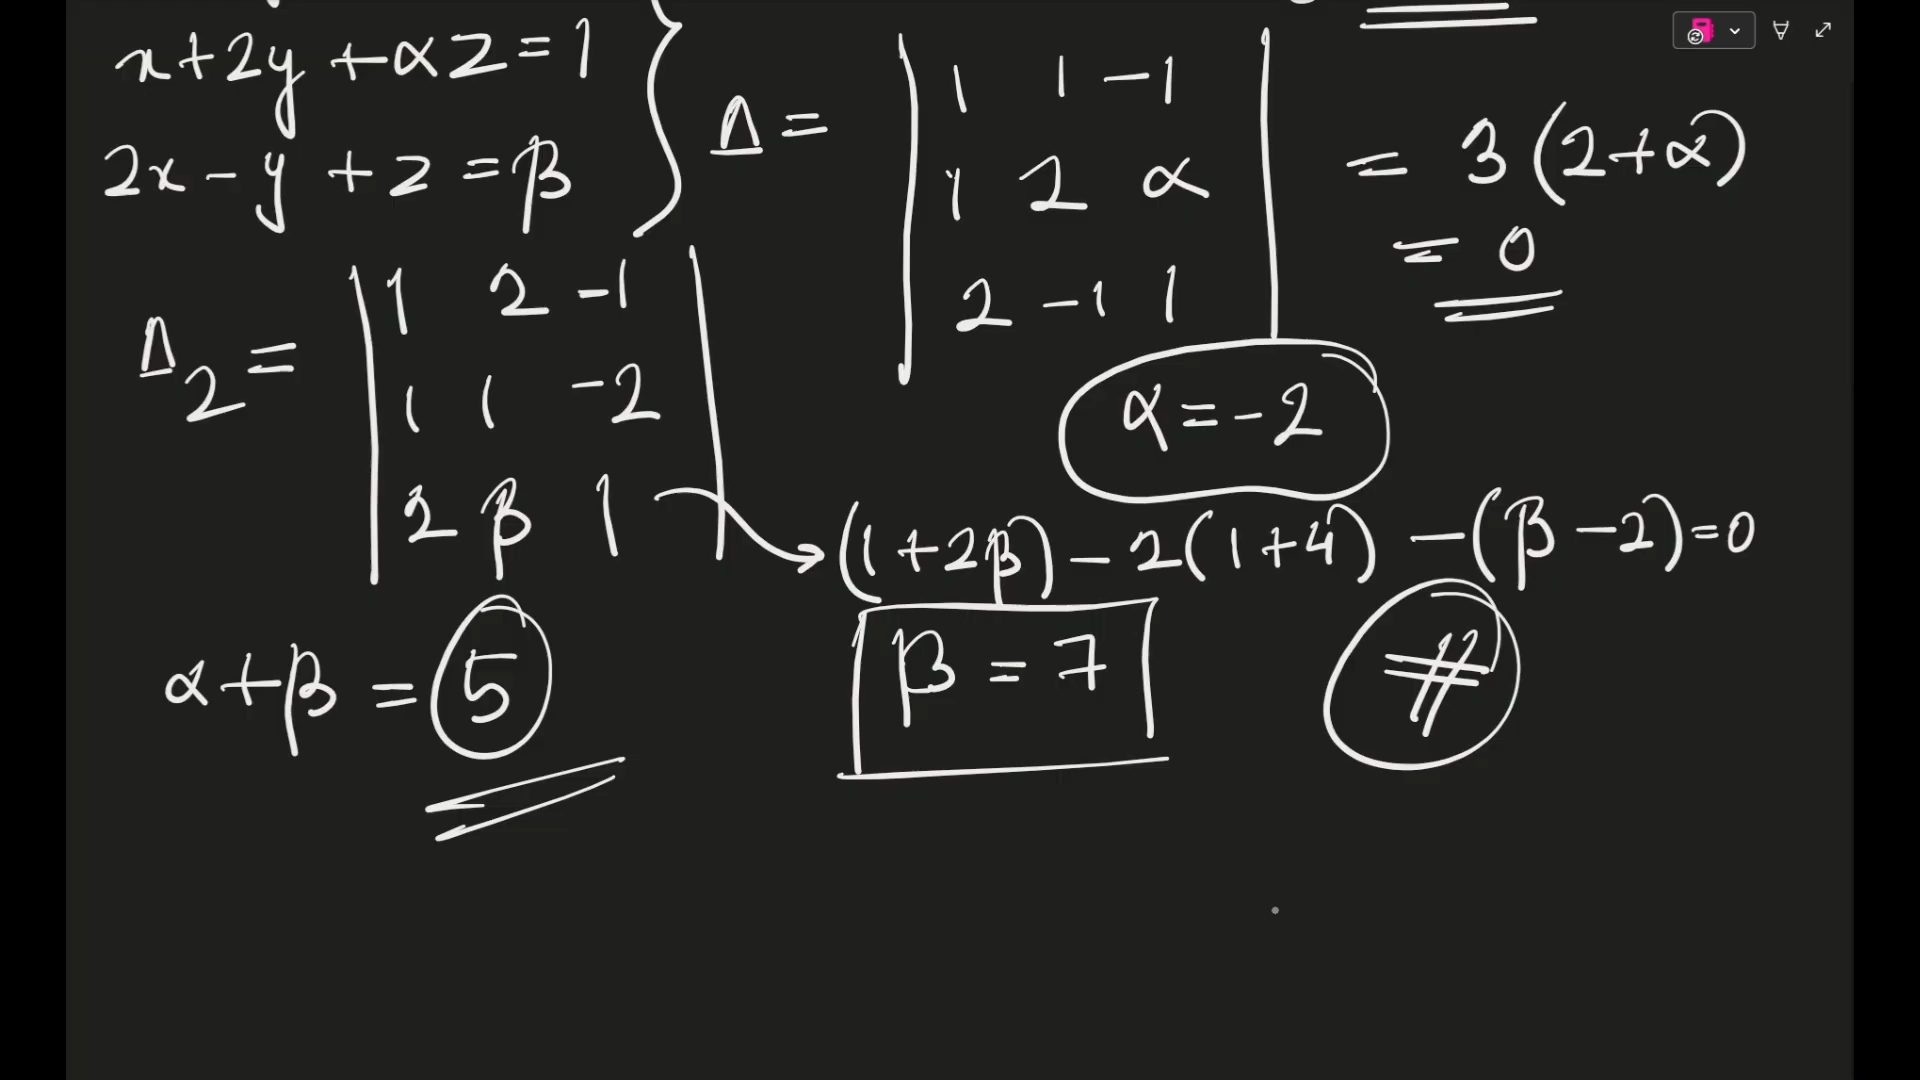 x+2y+αz=1
2x-y+z=β
Δ= | 1 1 -1 | = 3(2+α)
1 2 α
= 0
2 -1 1
α=-2
Δ2= | 1 2 -1 |
1 1 -2
2 β 1 → (1+2β)-2(1+4)-(β-2)=0
β=7
#
α+β=5